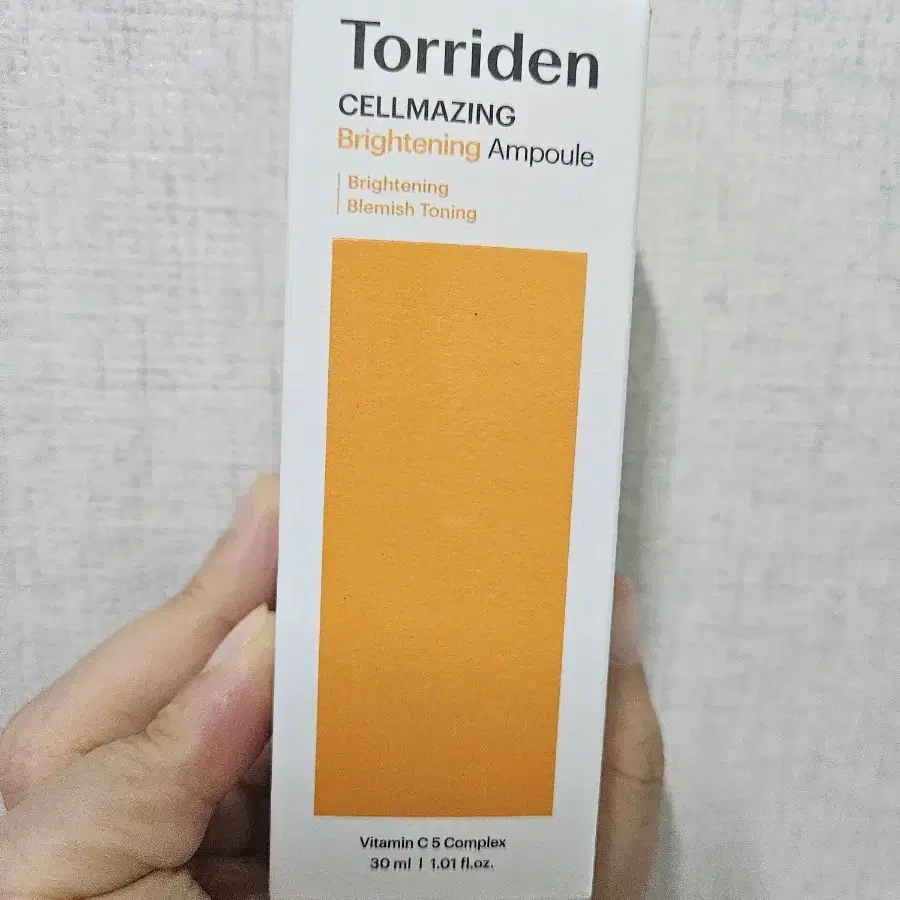 Torriden
CELLMAZING
Brightening Ampoule
Brightening
Blemish Toning
Vitamin C 5 Complex
30 ml | 1.01 fl.oz.